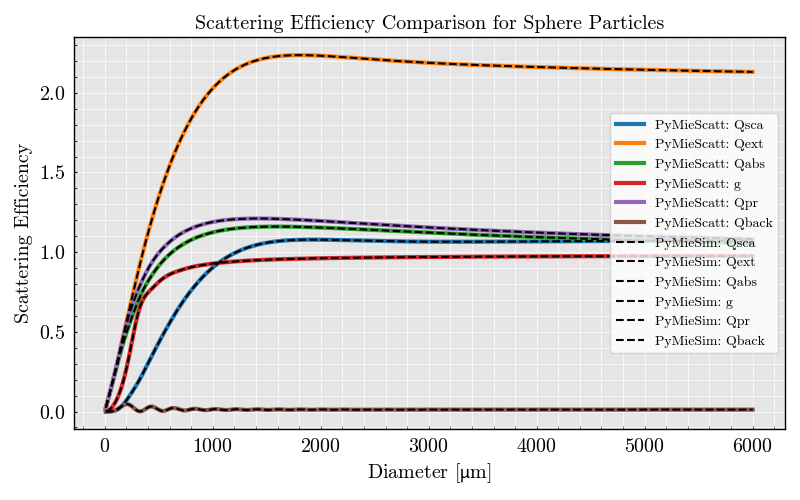 Scattering Efficiency Comparison for Sphere Particles
Scattering Efficiency
2.0
1.5
1.0
0.5
0.0
PyMieScatt: Qsca
PyMieScatt: Qext
PyMieScatt: Qabs
PyMieScatt: g
PyMieScatt: Qpr
PyMieScatt: Qback
PyMieSim: Qsca
PyMieSim: Qext
PyMieSim: Qabs
PyMieSim: g
PyMieSim: Qpr
PyMieSim: Qback
0 1000 2000 3000 4000 5000 6000
Diameter [µm]